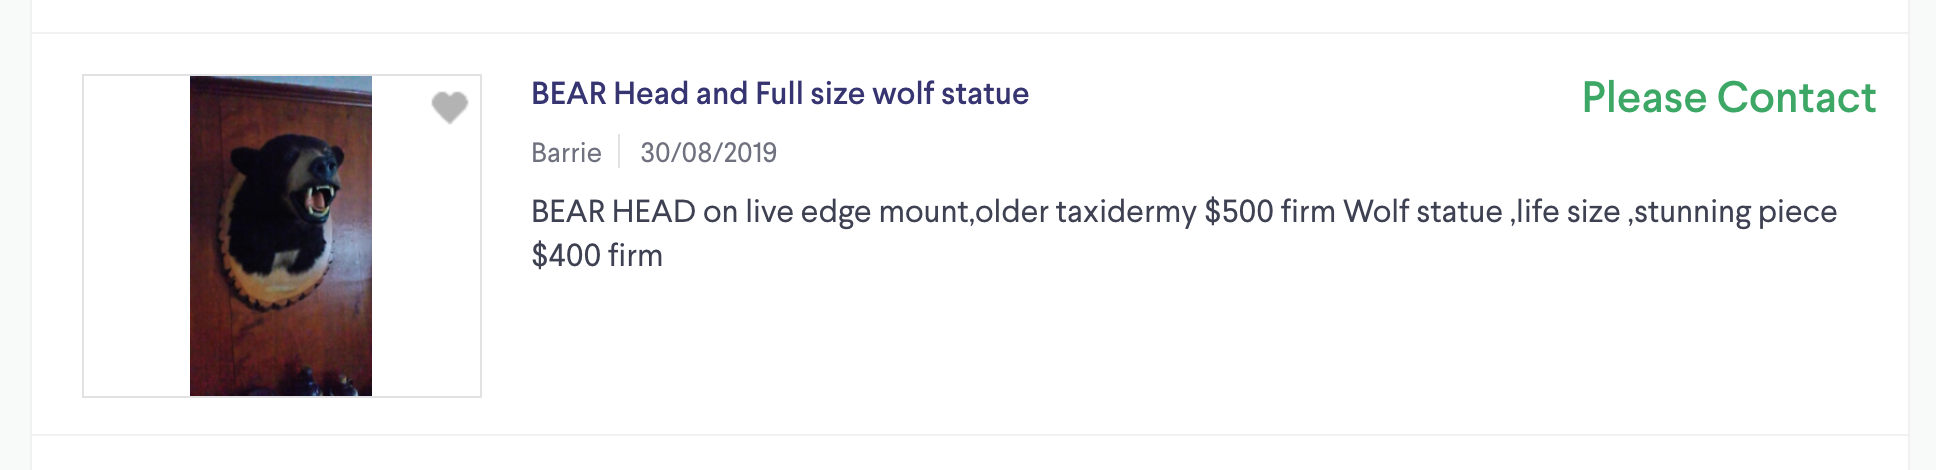 BEAR Head and Full size wolf statue
Please Contact
Barrie
30/08/2019
BEAR HEAD on live edge mount,older taxidermy $500 firm Wolf statue ,life size ,stunning piece
$400 firm